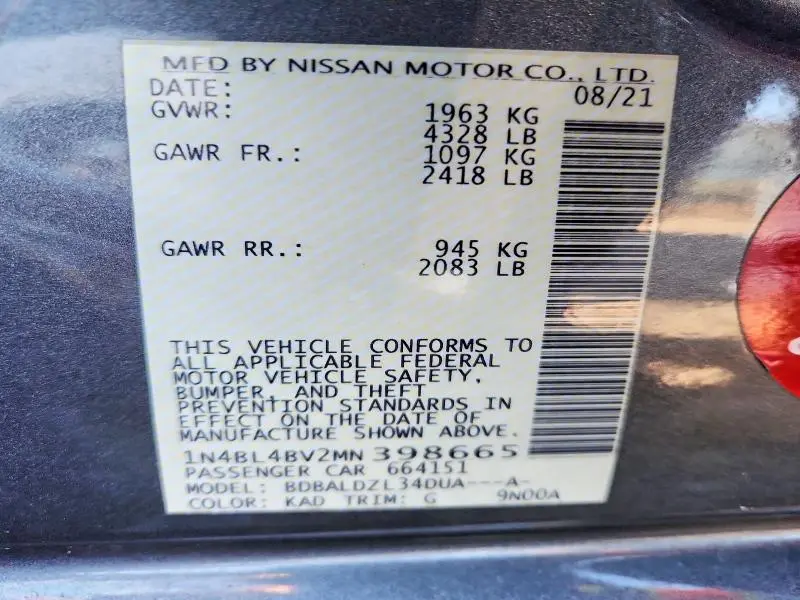 MFD BY NISSAN MOTOR CO., LTD.
DATE: 08/21
GVWR: 1963 KG
4328 LB
GAWR FR.: 1097 KG
2418 LB
GAWR RR.: 945 KG
2083 LB
THIS VEHICLE CONFORMS TO
ALL APPLICABLE FEDERAL
MOTOR VEHICLE SAFETY,
BUMPER, AND THEFT
PREVENTION STANDARDS IN
EFFECT ON THE DATE OF
MANUFACTURE SHOWN ABOVE.
1N4BL4BV2MN 398665
PASSENGER CAR 664151
MODEL: BDBALDZL34DUA---A-
COLOR: KAD TRIM: G 9N00A